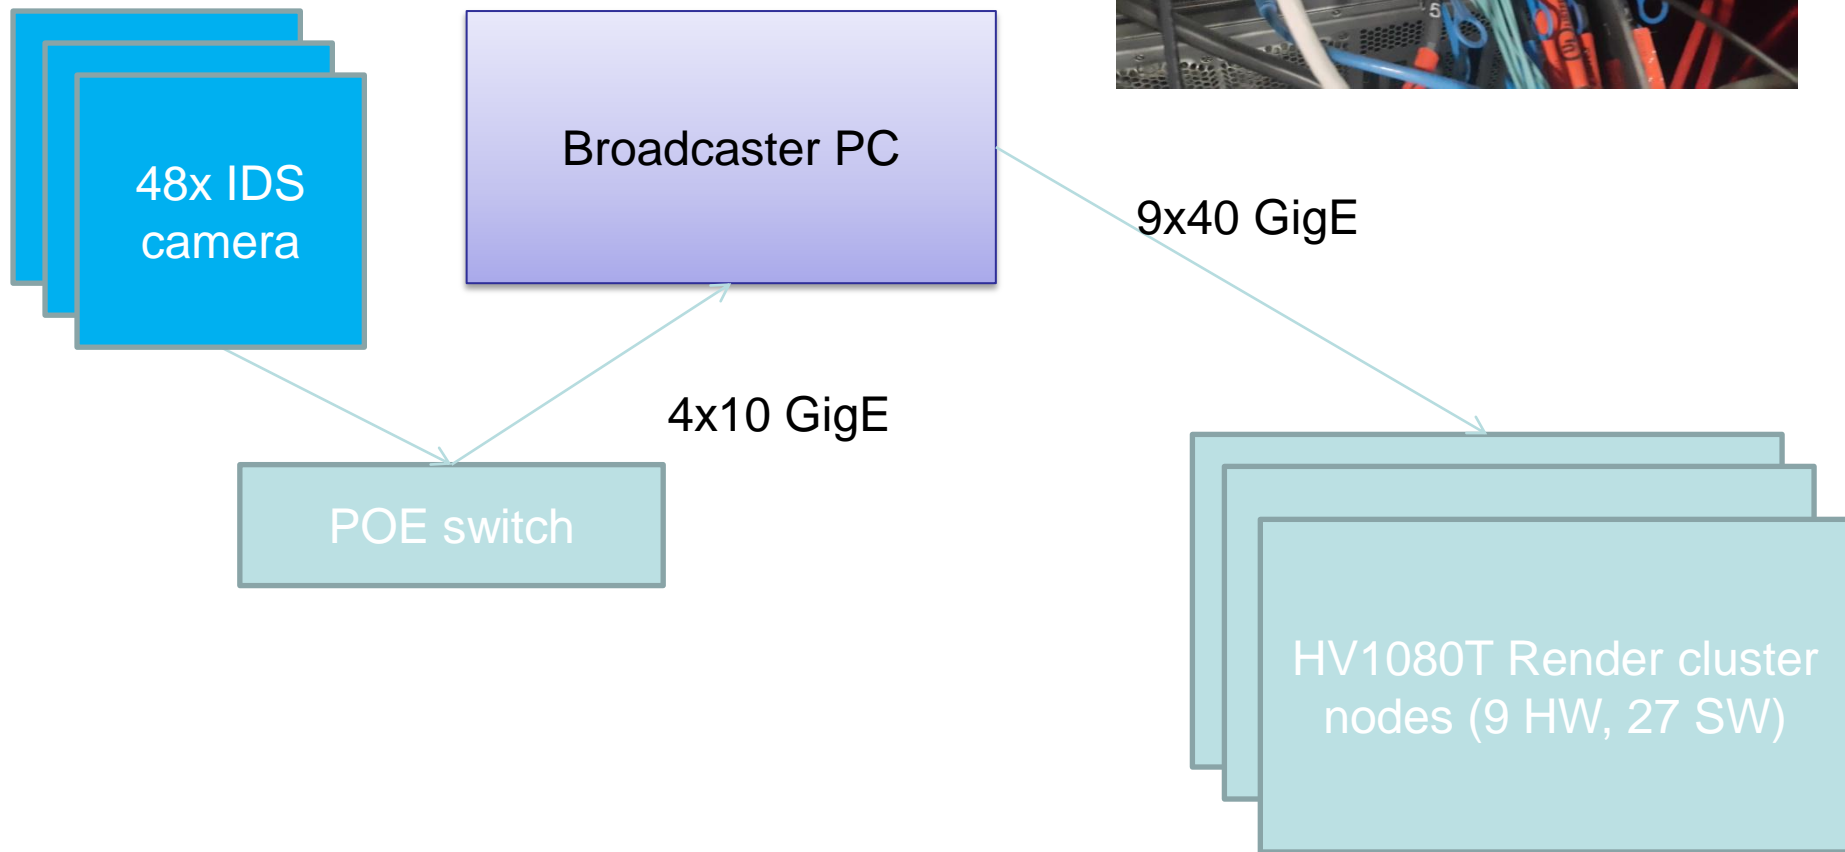 48x IDS
camera
Broadcaster PC
5
9x40 GigE
4x10 GigE
POE switch
HV1080T Render cluster
nodes (9 HW, 27 SW)